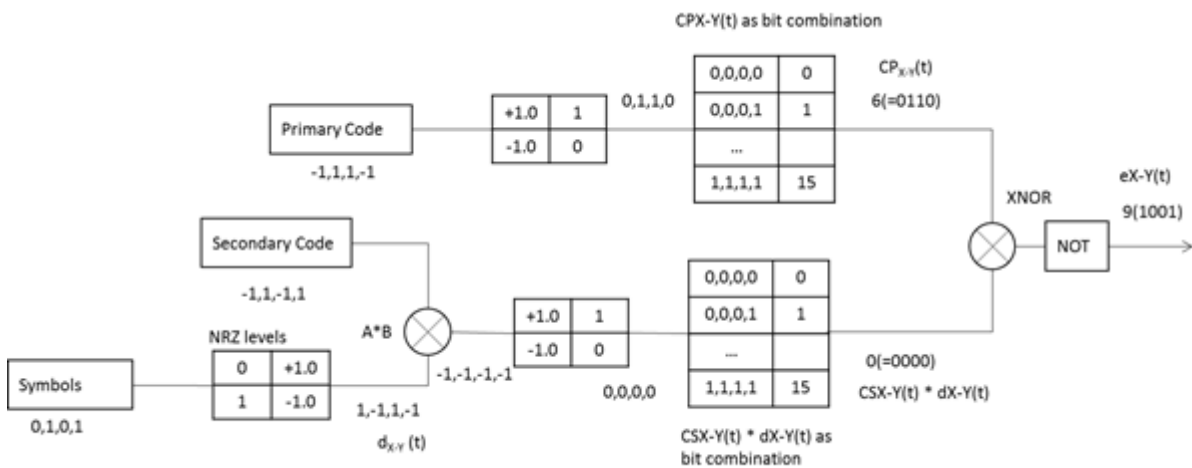 CPX-Y(t) as bit combination
0,0,0,0 0
0,0,0,1 1
...
1,1,1,1 15
CPX-Y(t)
6(=0110)
0,1,1,0
+1.0 1
-1.0 0
Primary Code
-1,1,1,-1
XNOR
eX-Y(t)
9(1001)
NOT
Secondary Code
-1,1,-1,1
A*B
NRZ levels
0 +1.0
1 -1.0
Symbols
0,1,0,1
1,-1,1,-1
dX-Y (t)
-1,-1,-1,-1
+1.0 1
-1.0 0
0,0,0,0
0,0,0,0 0
0,0,0,1 1
...
1,1,1,1 15
0(=0000)
CSX-Y(t) * dX-Y(t)
CSX-Y(t) * dX-Y(t) as
bit combination